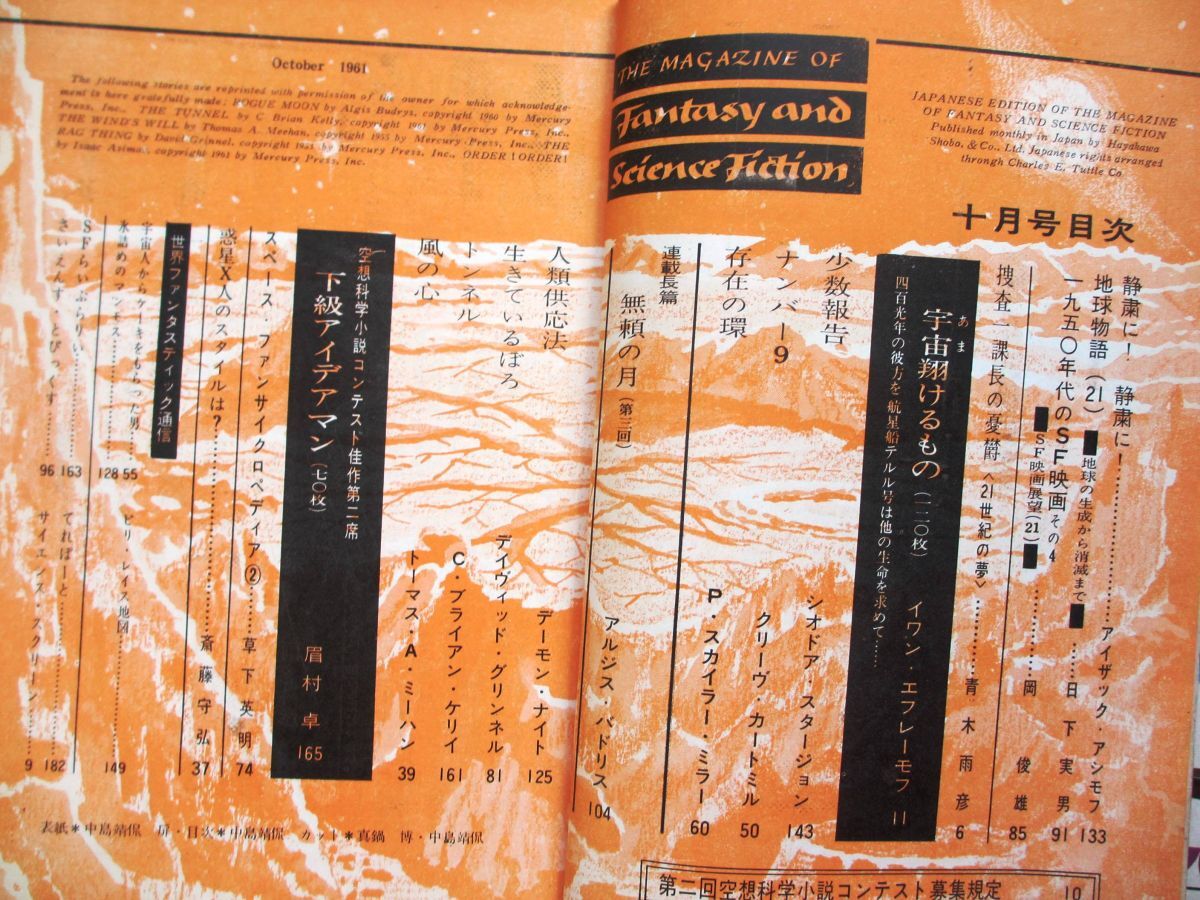 THE MAGAZINE OF
Fantasy and
Science Fiction
JAPANESE EDITION OF THE MAGAZINE
OF FANTASY AND SCIENCE FICTION
Published monthly in Japan by Hayakawa
Shobo, & Co., Ltd. Japanese rights arranged
through Charles E. Tuttle Co
十月号目次
静粛に! 静粛に!………アイザック・アシモフ 133
地球物語(21) 地球の生成から消滅まで……日下実男 91
一九五〇年代のSF映画 その4
SF映画展望(21)………岡俊雄 85
捜査一課長の憂欝〈21世紀の夢〉………青木雨彦 6
宇宙翔けるもの(一二〇枚) イワン・エフレーモフ 11
あま
四百光年の彼方を航星船テルル号は他の生命を求めて……
少数報告 シオドア・スタージョン 143
ナンバー9 クリーヴ・カートミル 50
存在の環 P・スカイラー・ミラー 60
連載長篇
無頼の月(第三回) アルジス・バドリス 104
第二回空想科学小説コンテスト募集規定 10
October 1961
The following stories are reprinted with permission of the owner for which acknowledge-
ment is here gratefully made: ROGUE MOON by Algis Budrys, copyright 1960 by Mercury
Press, Inc., THE TUNNEL by C Brian Kelly, copyright 1961 by Mercury Press, Inc.,
THE WIND'S WILL by Thomas A. Meehan, copyright 1955 by Mercury Press, Inc., THE
RAG THING by David Grinnel, copyright 1951 by Mercury Press, Inc., ORDER! ORDER!
by Isaac Asimas, copyright 1961 by Mercury Press, Inc.
人類供応法 デーモン・ナイト 125
生きているぼろ デイヴィッド・グリンネル 81
トンネル C・ブライアン・ケリイ 161
風の心 トーマス・A・ミーハン 39
空想科学小説コンテスト佳作第二席
下級アイデアマン(七〇枚) 眉村卓 165
スペース・ファンサイクロペディア②………草下英明 74
惑星X人のスタイルは?………斎藤守弘 37
世界ファンタスティック通信
宇宙人からケーキをもらった男……55
氷詰めのマンモス……128
ピリ・レイス地図……149
SFらいぶらりい……163
てれぽーと……182
さいえんす・とぴっくす……96
サイエンス・スクリーン……9
表紙*中島靖侃 扉・目次*中島靖侃 カット*真鍋 博・中島靖侃